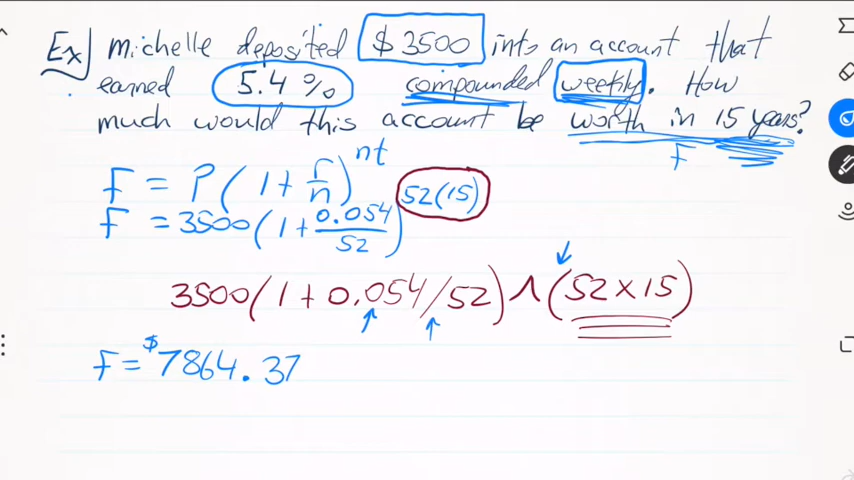 Ex) Michelle deposited $3500 into an account that
earned 5.4% compounded weekly. How
much would this account be worth in 15 years?
F
F = P(1 + r/n)^nt
F = 3500(1 + 0.054/52)^52(15)
3500(1 + 0.054/52)^(52×15)
F = $7864.37